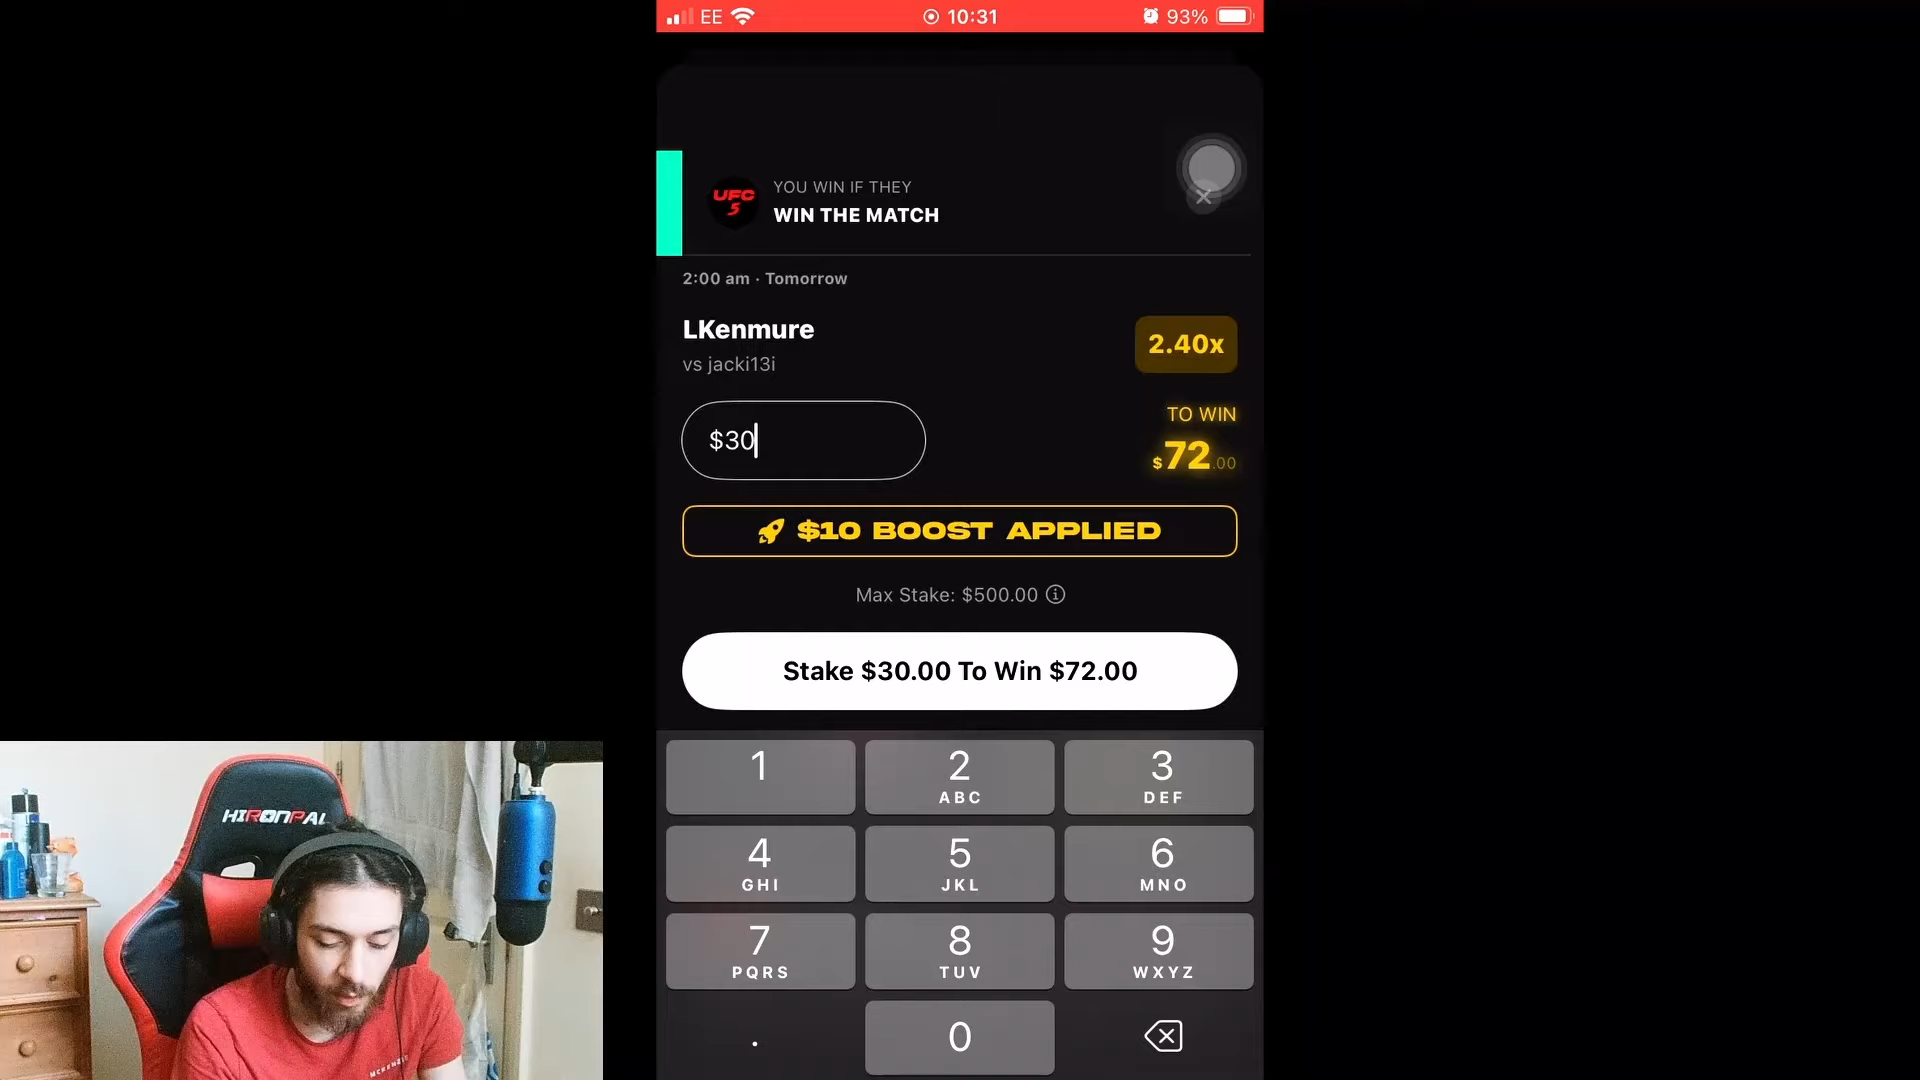 EE 10:31 93%
UFC
5
YOU WIN IF THEY
WIN THE MATCH
2:00 am · Tomorrow
LKenmure
2.40x
vs jacki13i
TO WIN
$30
$72.00
$10 BOOST APPLIED
Max Stake: $500.00
Stake $30.00 To Win $72.00
1
2
ABC
3
DEF
4
GHI
5
JKL
6
MNO
7
PQRS
8
TUV
9
WXYZ
.
0